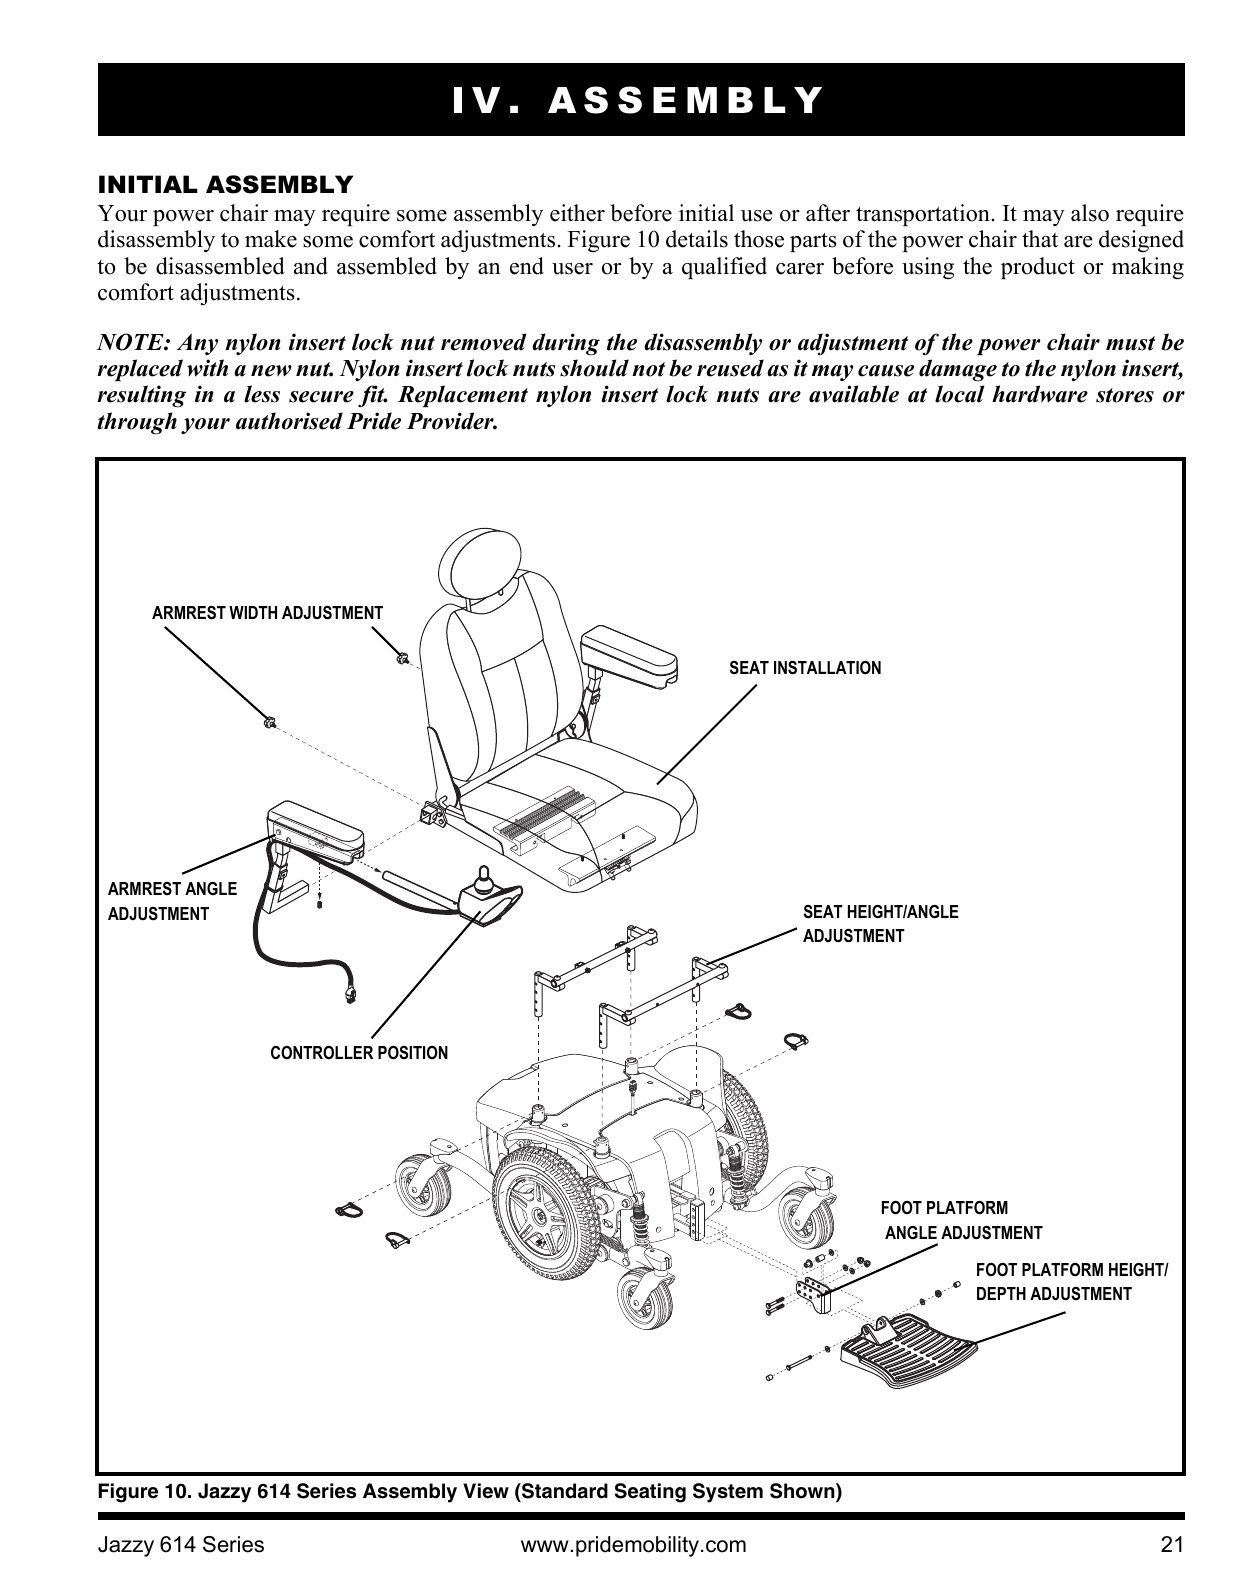 IV. ASSEMBLY
INITIAL ASSEMBLY
Your power chair may require some assembly either before initial use or after transportation. It may also require
disassembly to make some comfort adjustments. Figure 10 details those parts of the power chair that are designed
to be disassembled and assembled by an end user or by a qualified carer before using the product or making
comfort adjustments.
NOTE: Any nylon insert lock nut removed during the disassembly or adjustment of the power chair must be
replaced with a new nut. Nylon insert lock nuts should not be reused as it may cause damage to the nylon insert,
resulting in a less secure fit. Replacement nylon insert lock nuts are available at local hardware stores or
through your authorised Pride Provider.
ARMREST WIDTH ADJUSTMENT
SEAT INSTALLATION
ARMREST ANGLE
ADJUSTMENT
SEAT HEIGHT/ANGLE
ADJUSTMENT
CONTROLLER POSITION
FOOT PLATFORM
ANGLE ADJUSTMENT
FOOT PLATFORM HEIGHT/
DEPTH ADJUSTMENT
Figure 10. Jazzy 614 Series Assembly View (Standard Seating System Shown)
Jazzy 614 Series www.pridemobility.com 21